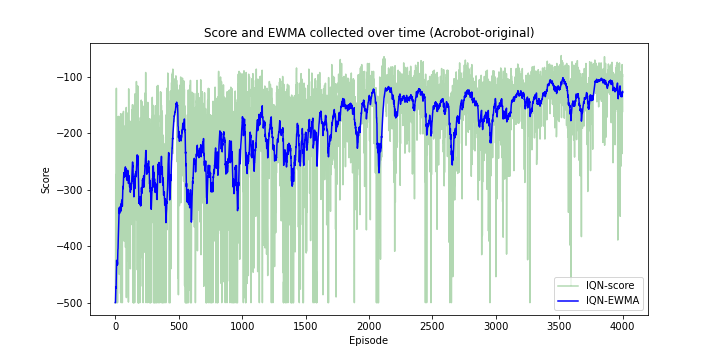 Score and EWMA collected over time (Acrobot-original)
Score
−100
−200
−300
−400
−500
0
500
1000
1500
2000
2500
3000
3500
4000
Episode
IQN-score
IQN-EWMA